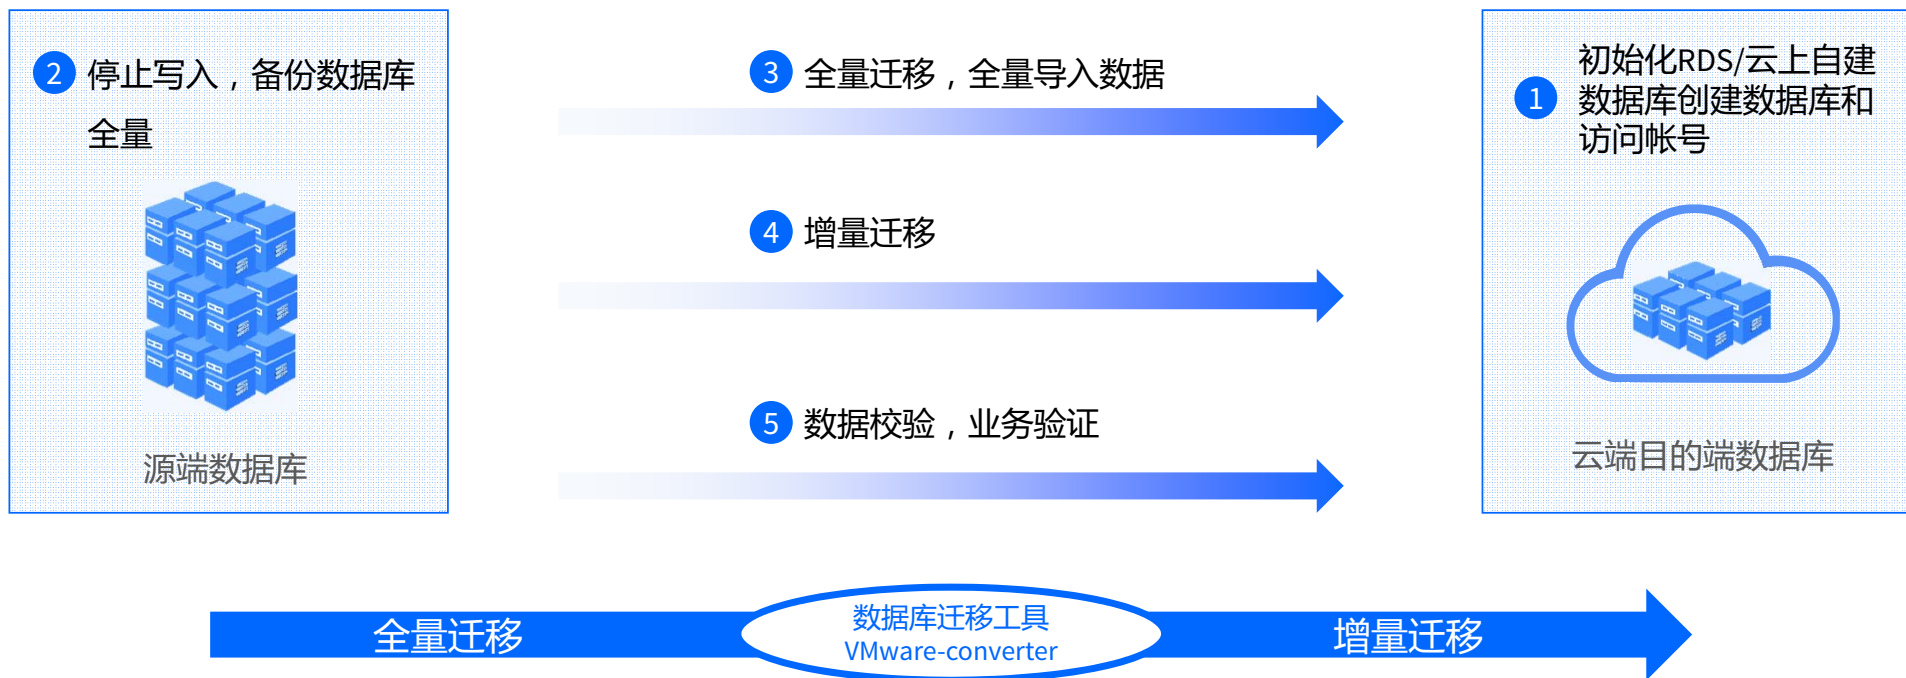 2 停止写入，备份数据库
全量
源端数据库
3 全量迁移，全量导入数据
4 增量迁移
5 数据校验，业务验证
1
初始化RDS/云上自建
数据库创建数据库和
访问帐号
云端目的端数据库
全量迁移
数据库迁移工具
VMware-converter
增量迁移